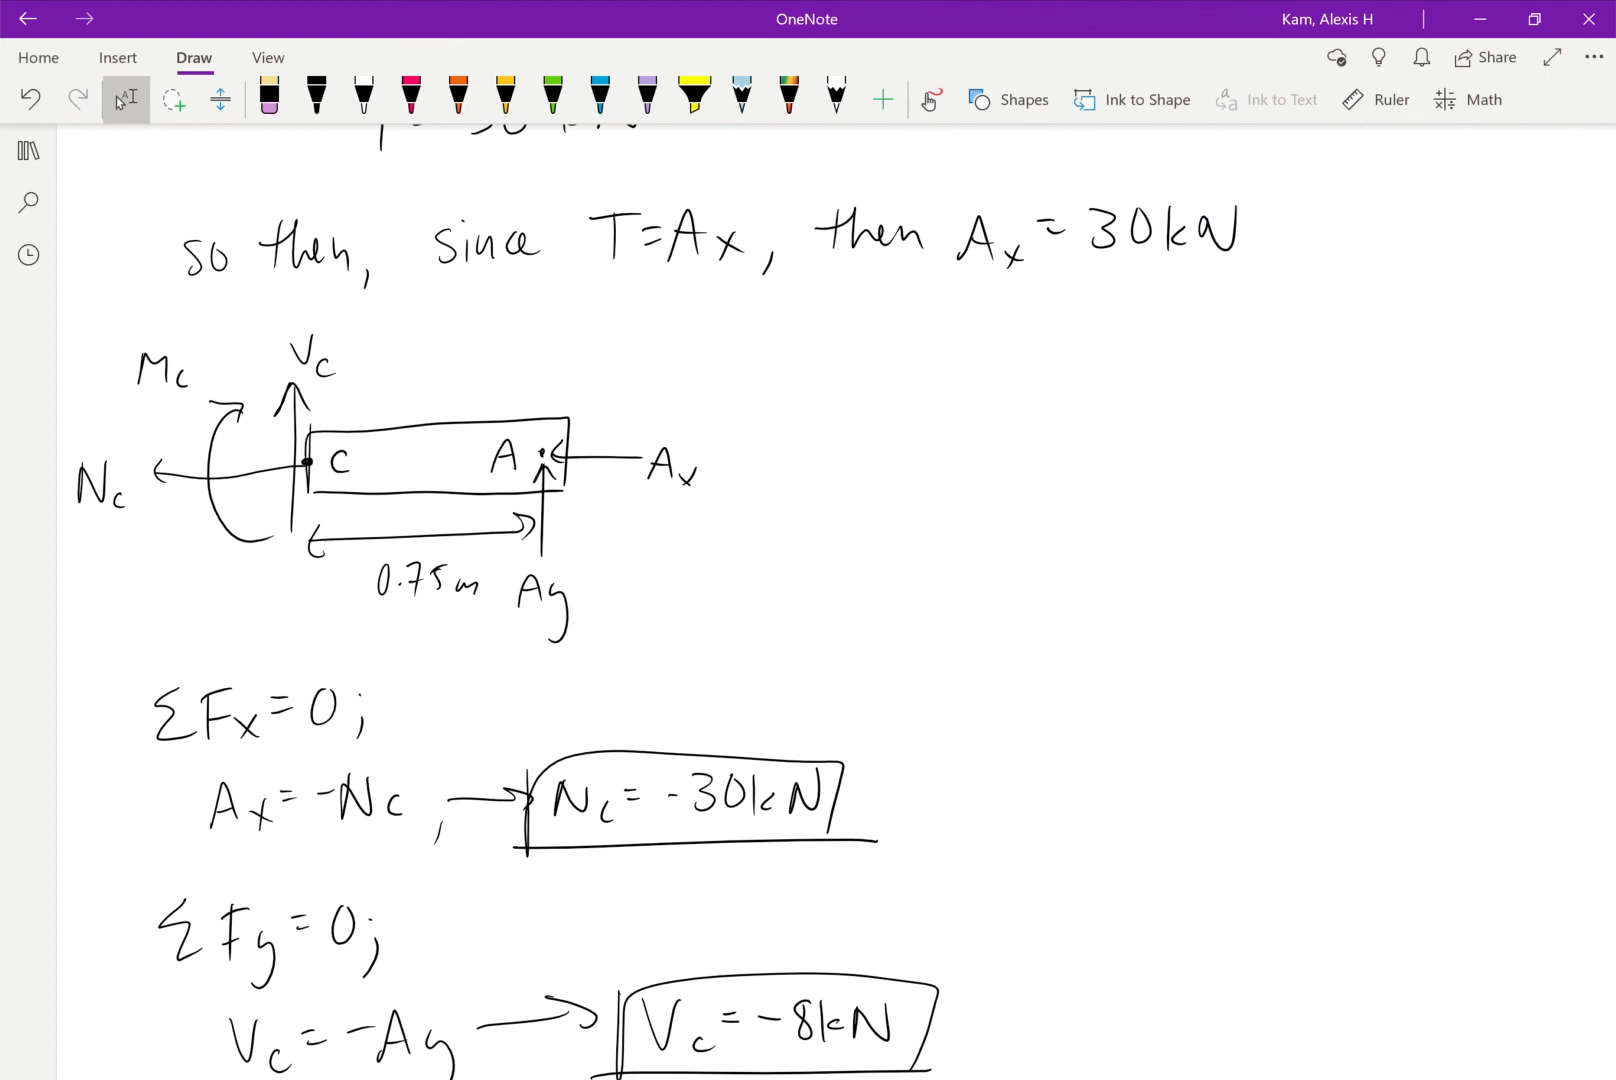 OneNote
Kam, Alexis H
Home Insert Draw View
Share
Shapes Ink to Shape Ink to Text Ruler Math
so then, since T=Ax, then Ax = 30kN
Mc
Vc
Nc
C A
Ax
0.75m
Ay
ΣFx=0;
Ax=-Nc, → Nc = -30kN
ΣFy=0;
Vc = -Ay → Vc = -8kN